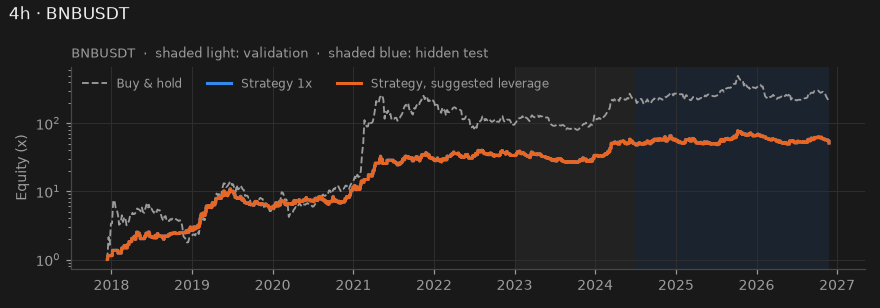 4h · BNBUSDT
BNBUSDT · shaded light: validation · shaded blue: hidden test
Buy & hold Strategy 1x Strategy, suggested leverage
Equity (x)
10²
10¹
10⁰
2018 2019 2020 2021 2022 2023 2024 2025 2026 2027